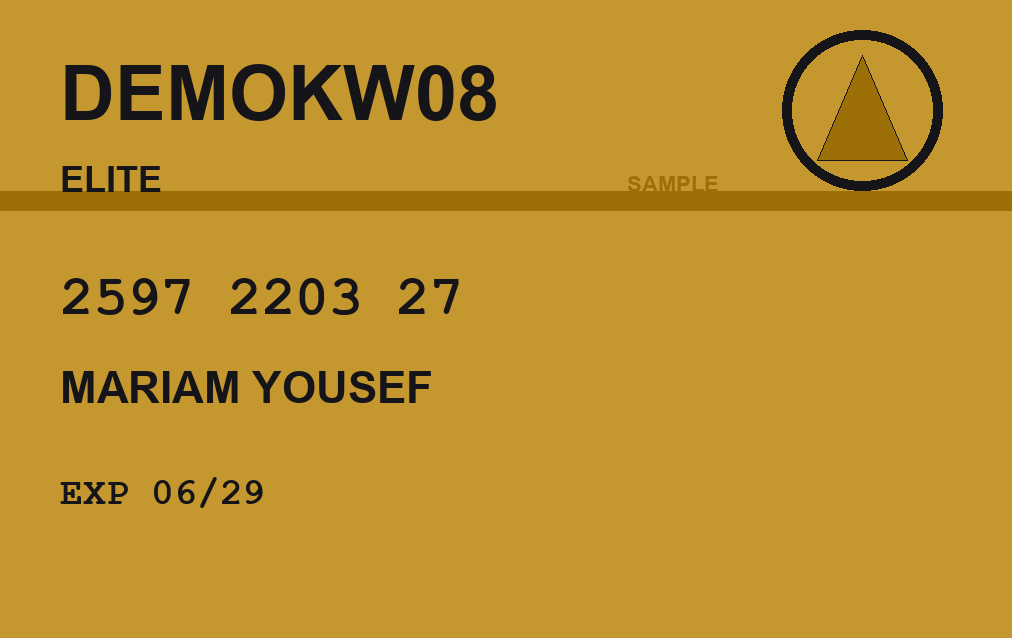 DEMOKW08
ELITE
SAMPLE
2597 2203 27
MARIAM YOUSEF
EXP 06/29